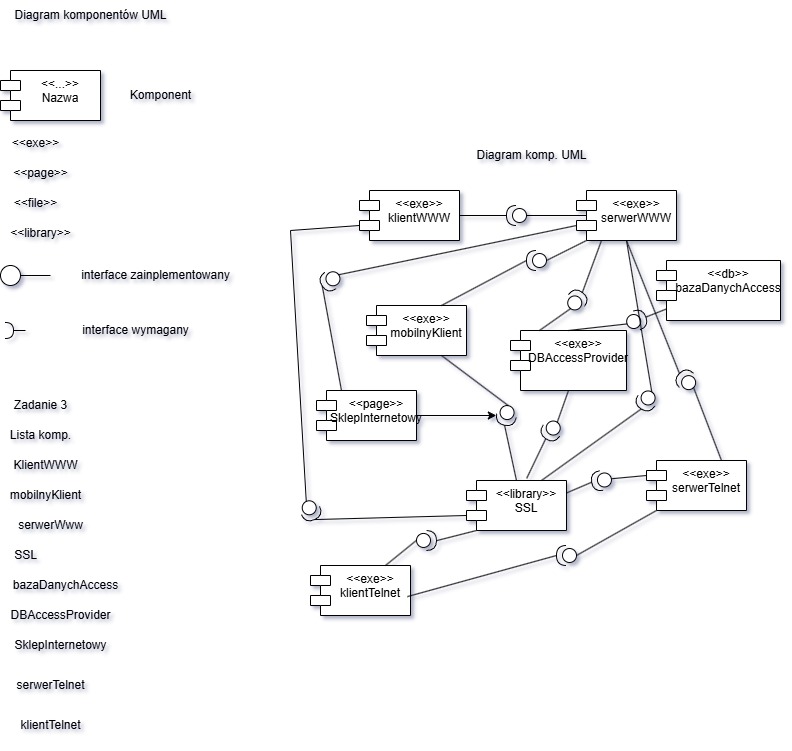 Diagram komponentów UML
<<...>>
Nazwa
Komponent
<<exe>>
<<page>>
<<file>>
<<library>>
interface zainplementowany
interface wymagany
Zadanie 3
Lista komp.
KlientWWW
mobilnyKlient
serwerWww
SSL
bazaDanychAccess
DBAccessProvider
SklepInternetowy
serwerTelnet
klientTelnet
Diagram komp. UML
<<exe>>
klientWWW
<<exe>>
serwerWWW
<<db>>
bazaDanychAccess
<<exe>>
mobilnyKlient
<<exe>>
DBAccessProvider
<<page>>
SklepInternetowy
<<library>>
SSL
<<exe>>
serwerTelnet
<<exe>>
klientTelnet